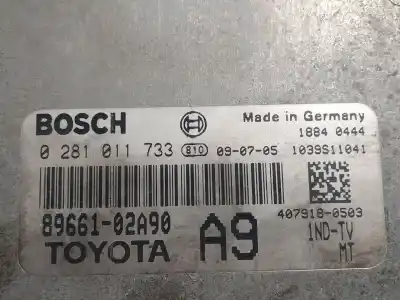 BOSCH
Made in Germany
1884 0444
0 281 011 733 810 09-07-05 1039S11041
89661-02A90
407918-0503
TOYOTA A9
1ND-TV
MT